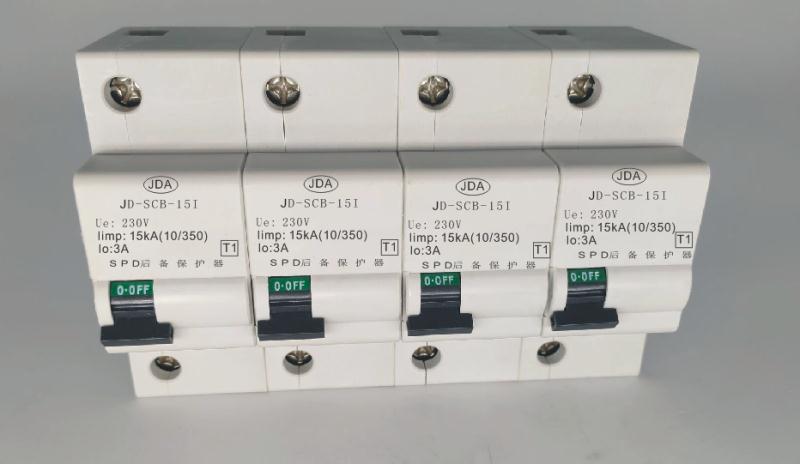 JDA
JD-SCB-15I
Ue: 230V
Iimp: 15kA(10/350)
Io:3A
T1
SPD后备保护器
0·OFF
JDA
JD-SCB-15I
Ue: 230V
Iimp: 15kA(10/350)
Io:3A
T1
SPD后备保护器
0·OFF
JDA
JD-SCB-15I
Ue: 230V
Iimp: 15kA(10/350)
Io:3A
T1
SPD后备保护器
0·OFF
JDA
JD-SCB-15I
Ue: 230V
Iimp: 15kA(10/350)
Io:3A
T1
SPD后备保护器
0·OFF